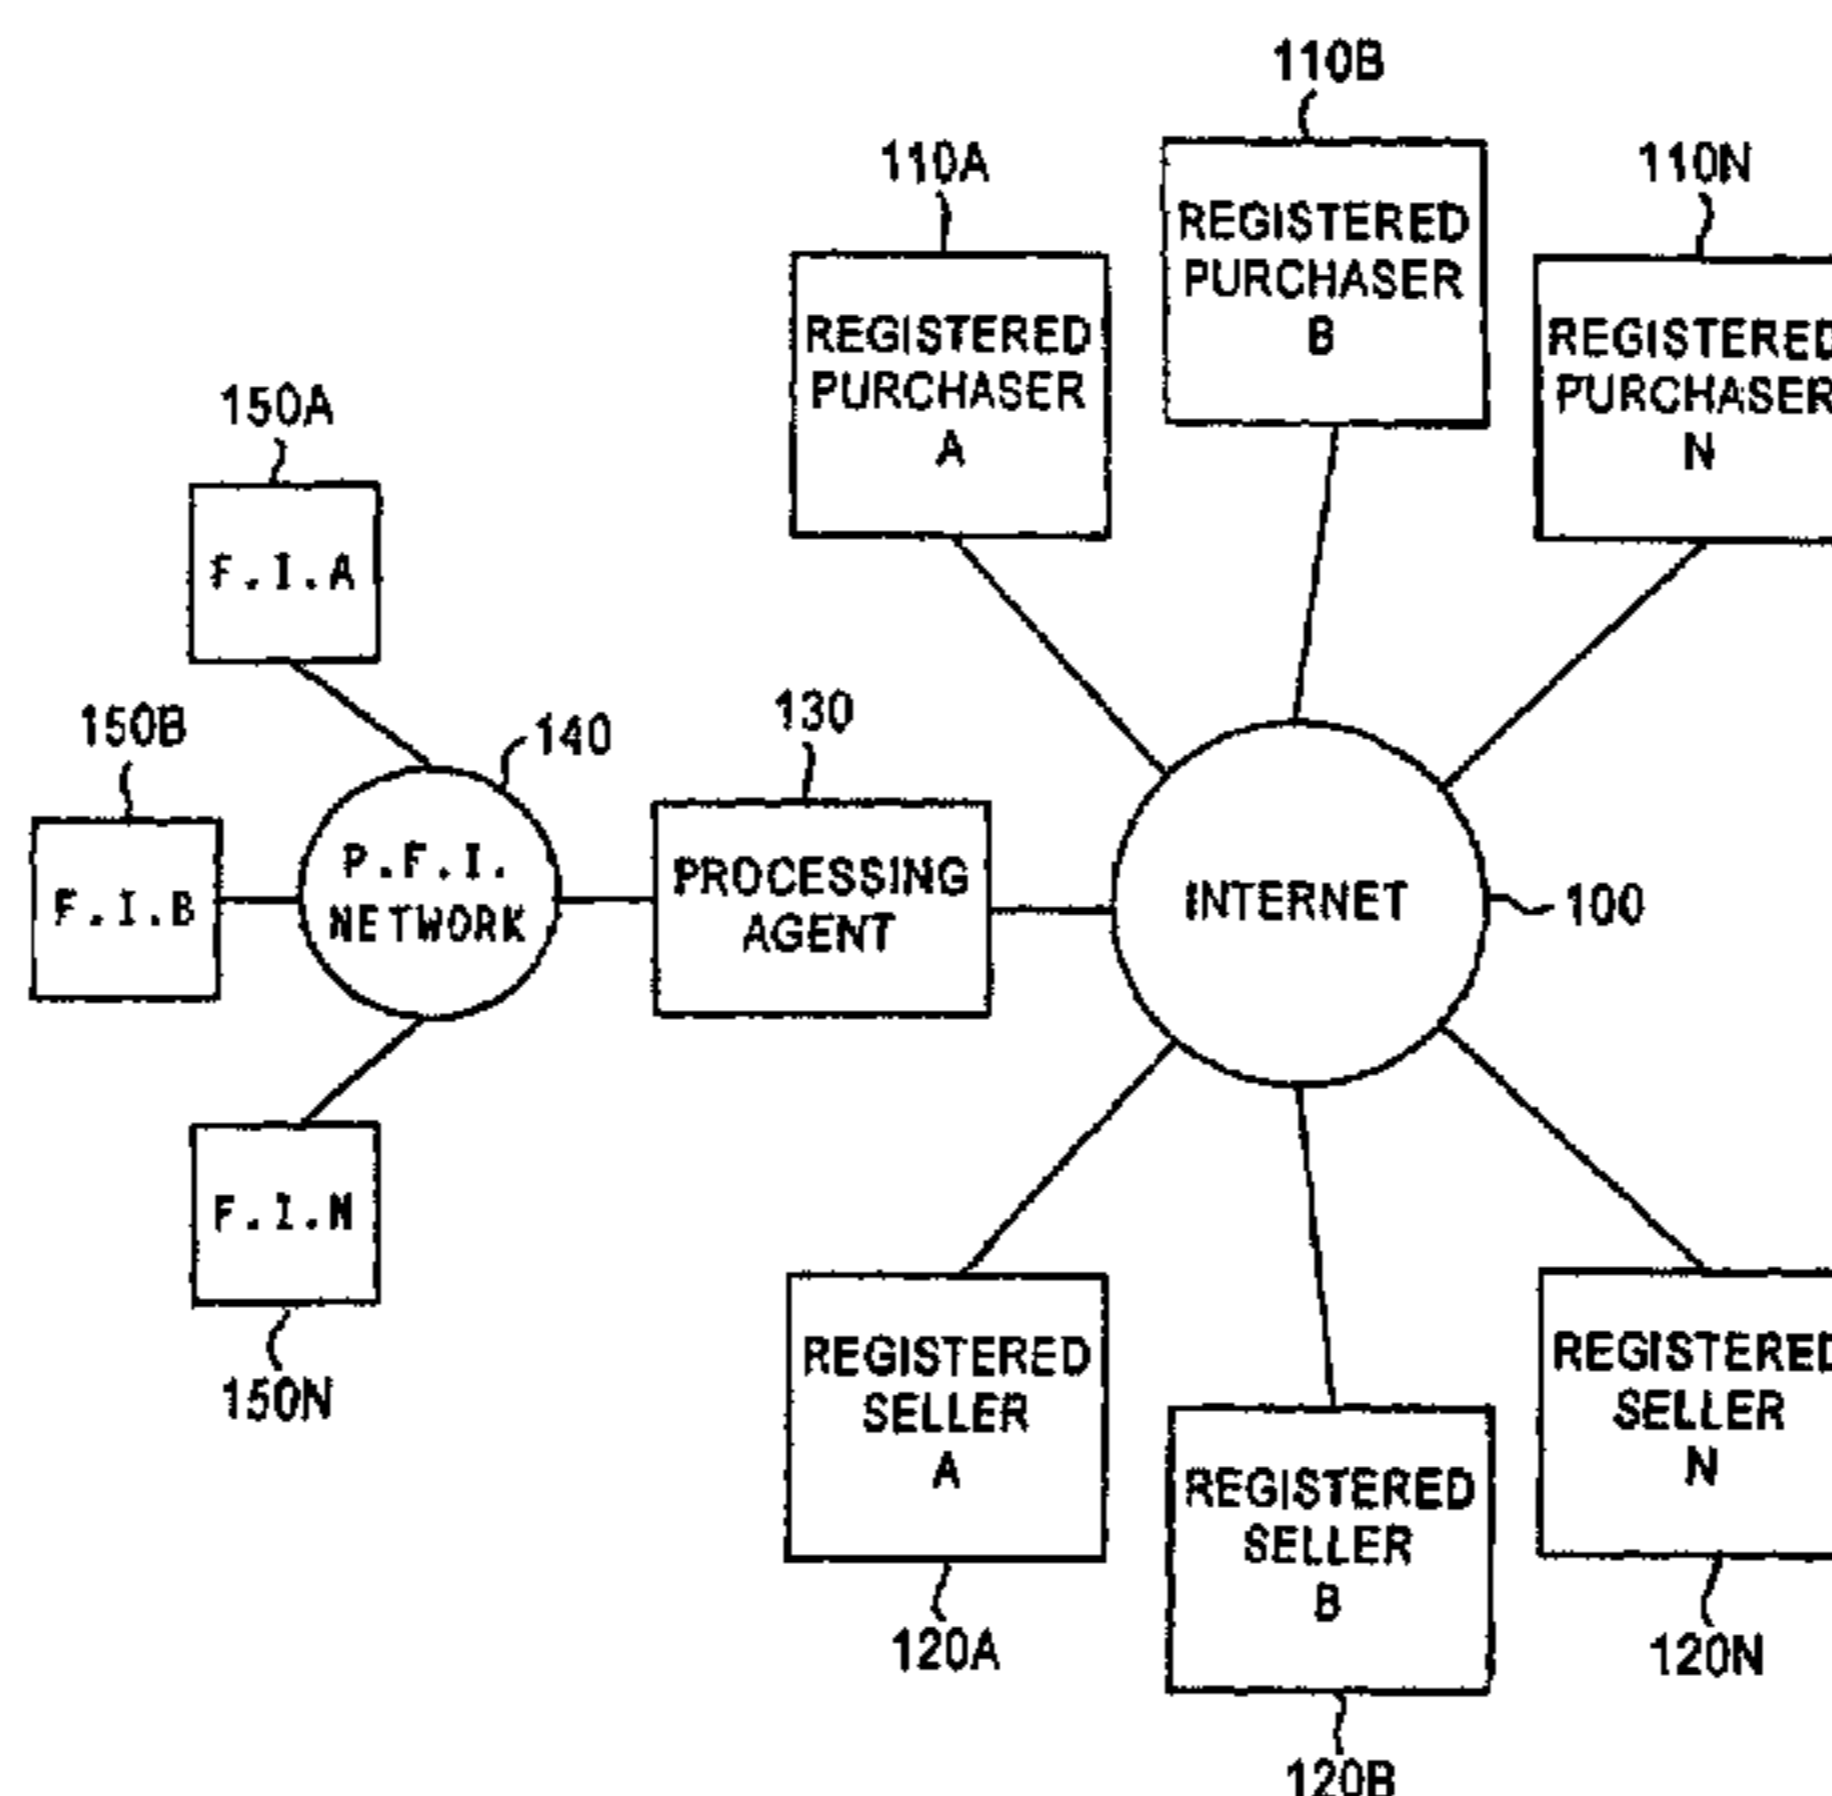 110B
110A
110N
REGISTERED
PURCHASER
B
REGISTERED
PURCHASER
A
REGISTERED
PURCHASER
N
150A
F.I.A
150B
140
130
F.I.B
P.F.I.
NETWORK
PROCESSING
AGENT
INTERNET
100
F.I.N
150N
REGISTERED
SELLER
A
REGISTERED
SELLER
B
REGISTERED
SELLER
N
120A
120N
120B